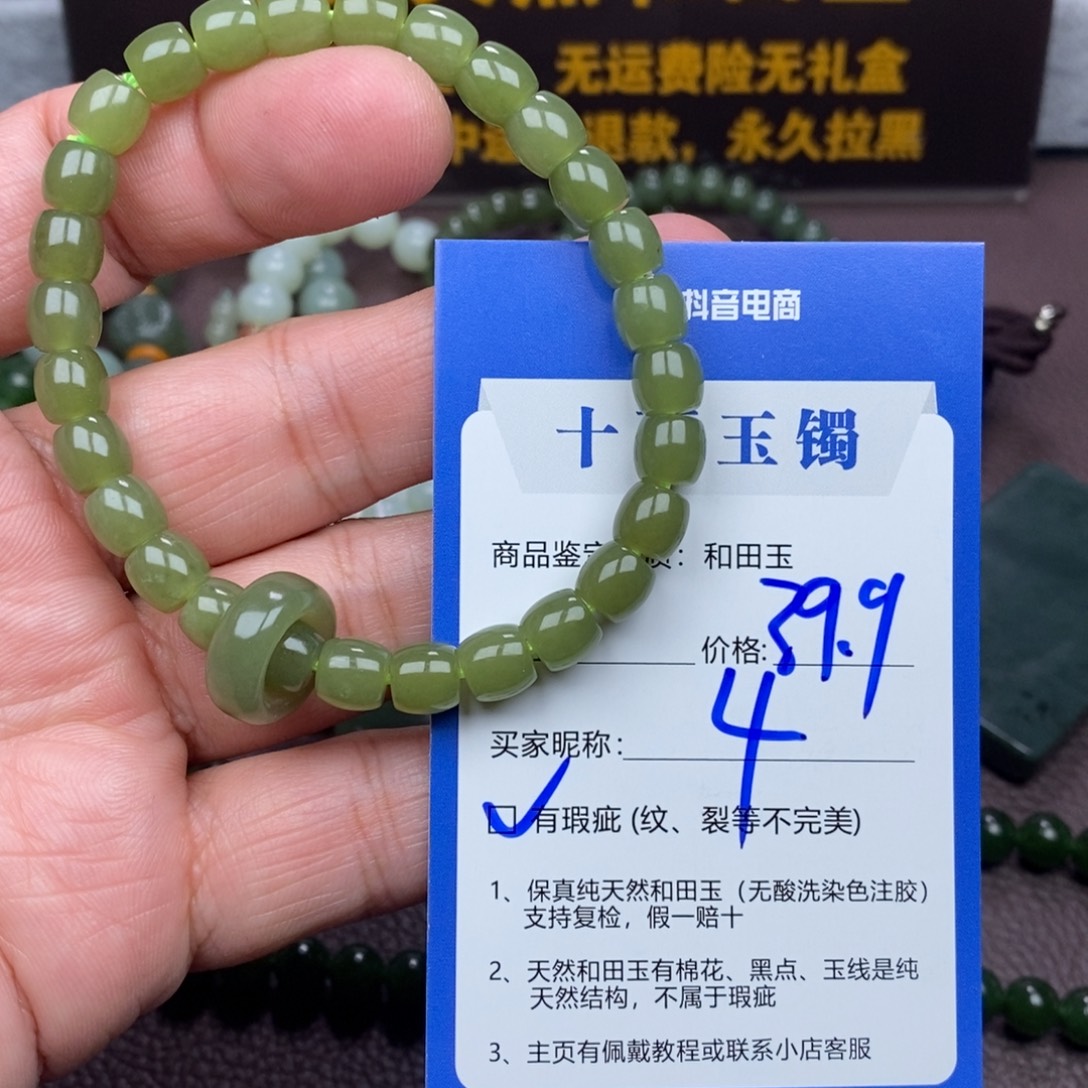 无运费险无礼盒
退款，永久拉黑
抖音电商
十 玉镯
商品鉴定 质：和田玉
价格: 39.9
4
买家昵称：
有瑕疵 (纹、裂等不完美)
1、保真纯天然和田玉（无酸洗染色注胶）
支持复检，假一赔十
2、天然和田玉有棉花、黑点、玉线是纯
天然结构，不属于瑕疵
3、主页有佩戴教程或联系小店客服